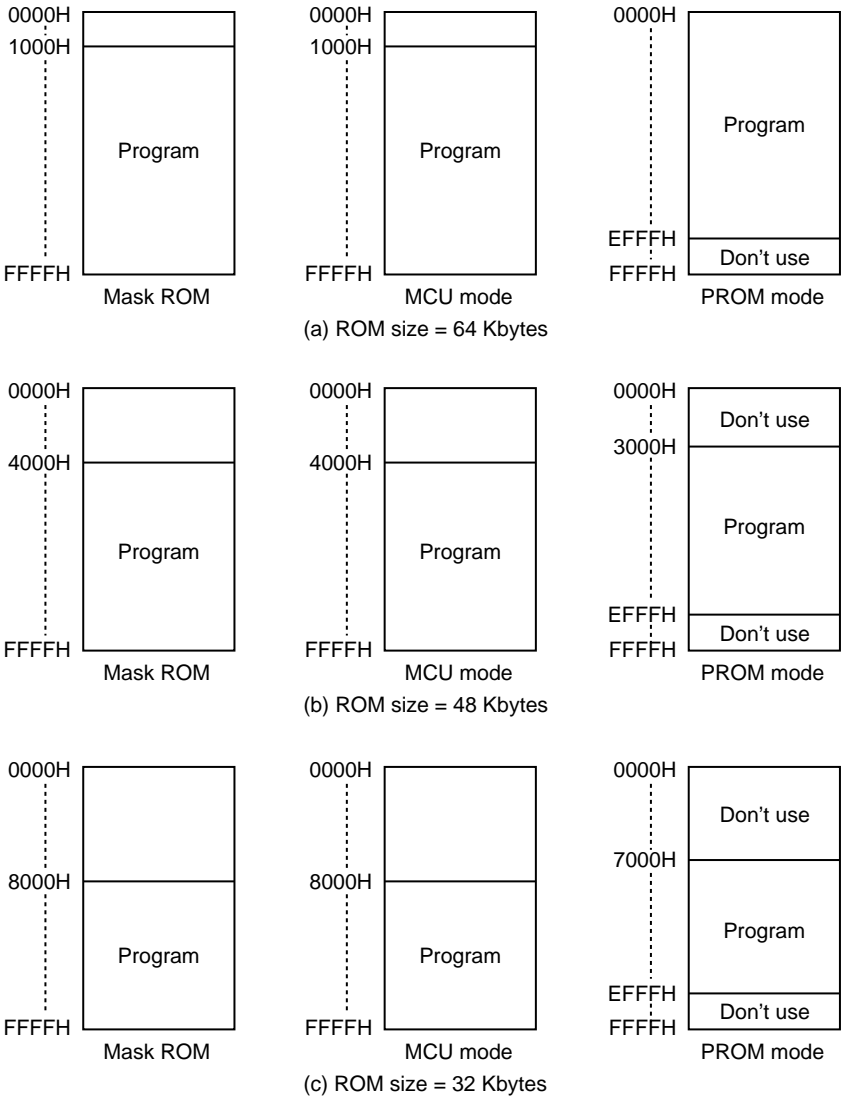 0000H
1000H
Program
FFFFH
Mask ROM
0000H
1000H
Program
FFFFH
MCU mode
0000H
Program
EFFFH
Don't use
FFFFH
PROM mode
(a) ROM size = 64 Kbytes
0000H
4000H
Program
FFFFH
Mask ROM
0000H
4000H
Program
FFFFH
MCU mode
0000H
Don't use
3000H
Program
EFFFH
Don't use
FFFFH
PROM mode
(b) ROM size = 48 Kbytes
0000H
8000H
Program
FFFFH
Mask ROM
0000H
8000H
Program
FFFFH
MCU mode
0000H
Don't use
7000H
Program
EFFFH
Don't use
FFFFH
PROM mode
(c) ROM size = 32 Kbytes